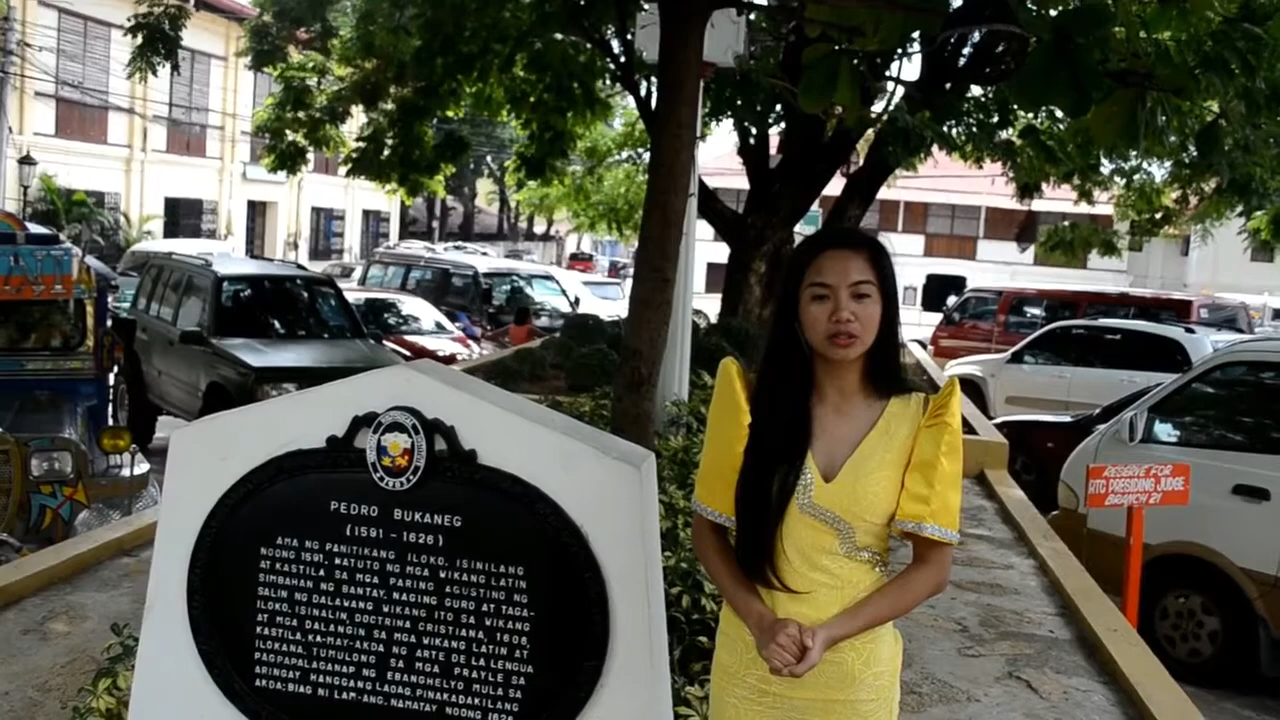 1983
PEDRO BUKANEG
(1591 - 1626)
AMA NG PANITIKANG ILOKO. ISINILANG
NOONG 1591. NATUTO NG MGA WIKANG LATIN
AT KASTILA SA MGA PARING AGUSTINO NG
SIMBAHAN NG BANTAY. NAGING GURO AT TAGA-
SALIN NG DALAWANG WIKANG ITO SA WIKANG
ILOKO. ISINALIN, DOCTRINA CRISTIANA, 1606,
AT MGA DALANGIN SA MGA WIKANG LATIN AT
KASTILA. KA-MAY-AKDA NG ARTE DE LA LENGUA
ILOKANA. TUMULONG SA MGA PRAYLE SA
PAGPAPALAGANAP NG EBANGHELYO MULA SA
ARINGAY HANGGANG LAOAG. PINAKADAKILANG
AKDA: BIAG NI LAM-ANG. NAMATAY NOONG 1626
RESERVE FOR
RTC PRESIDING JUDGE
BRANCH 21